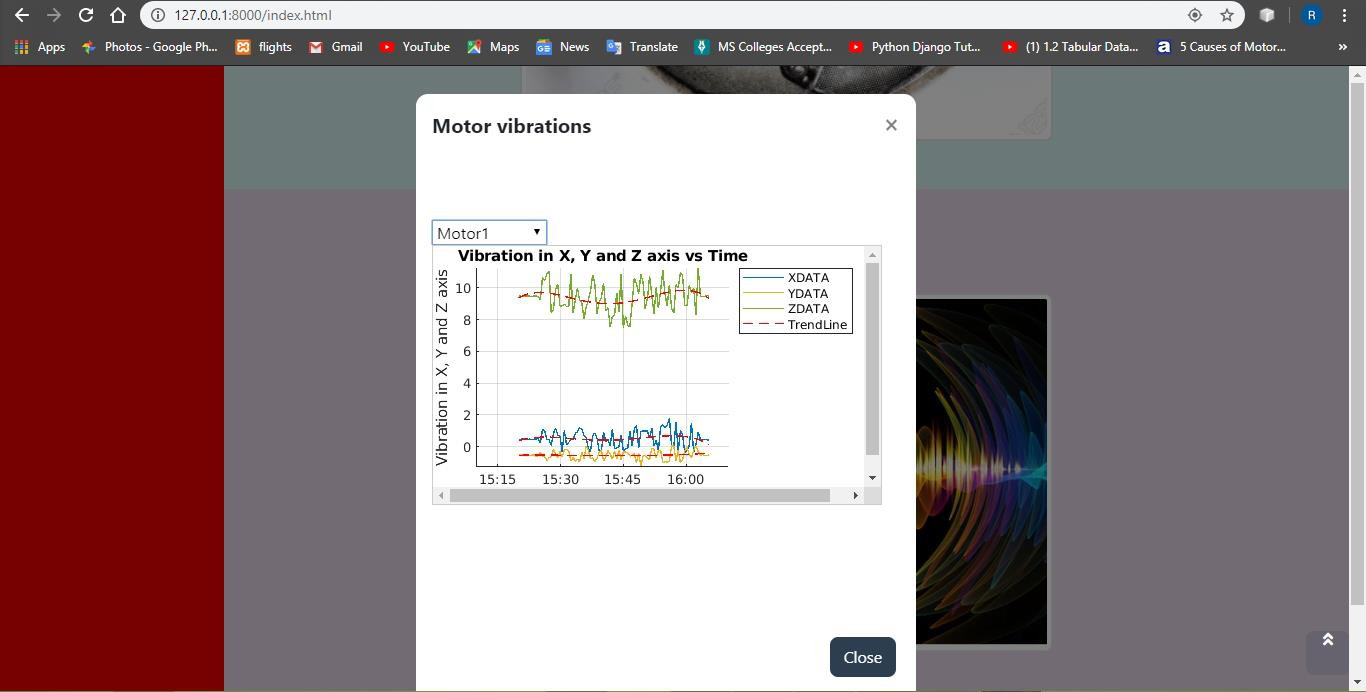 127.0.0.1:8000/index.html
R
Apps Photos - Google Ph... flights Gmail YouTube Maps News Translate MS Colleges Accept... Python Django Tut... (1) 1.2 Tabular Data... a 5 Causes of Motor... »
Motor vibrations ×
Motor1
Vibration in X, Y and Z axis vs Time
Vibration in X, Y and Z axis
10
8
6
4
2
0
15:15 15:30 15:45 16:00
XDATA
YDATA
ZDATA
TrendLine
Close